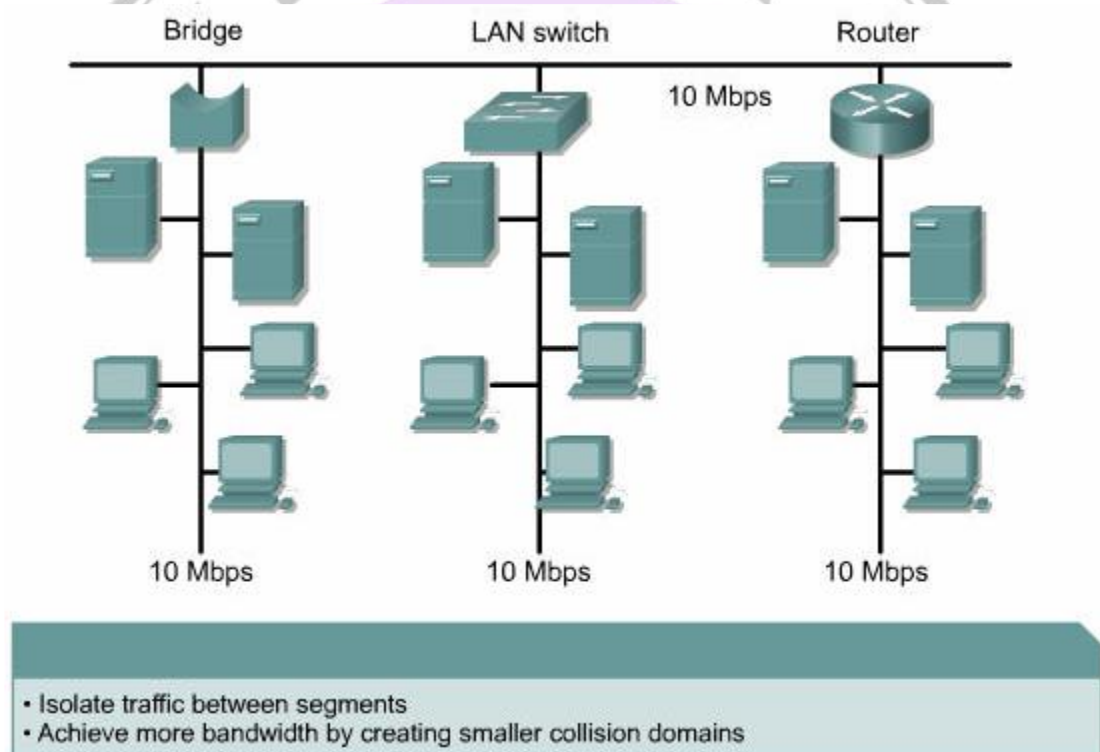 Bridge LAN switch Router
10 Mbps
10 Mbps 10 Mbps 10 Mbps
• Isolate traffic between segments
• Achieve more bandwidth by creating smaller collision domains